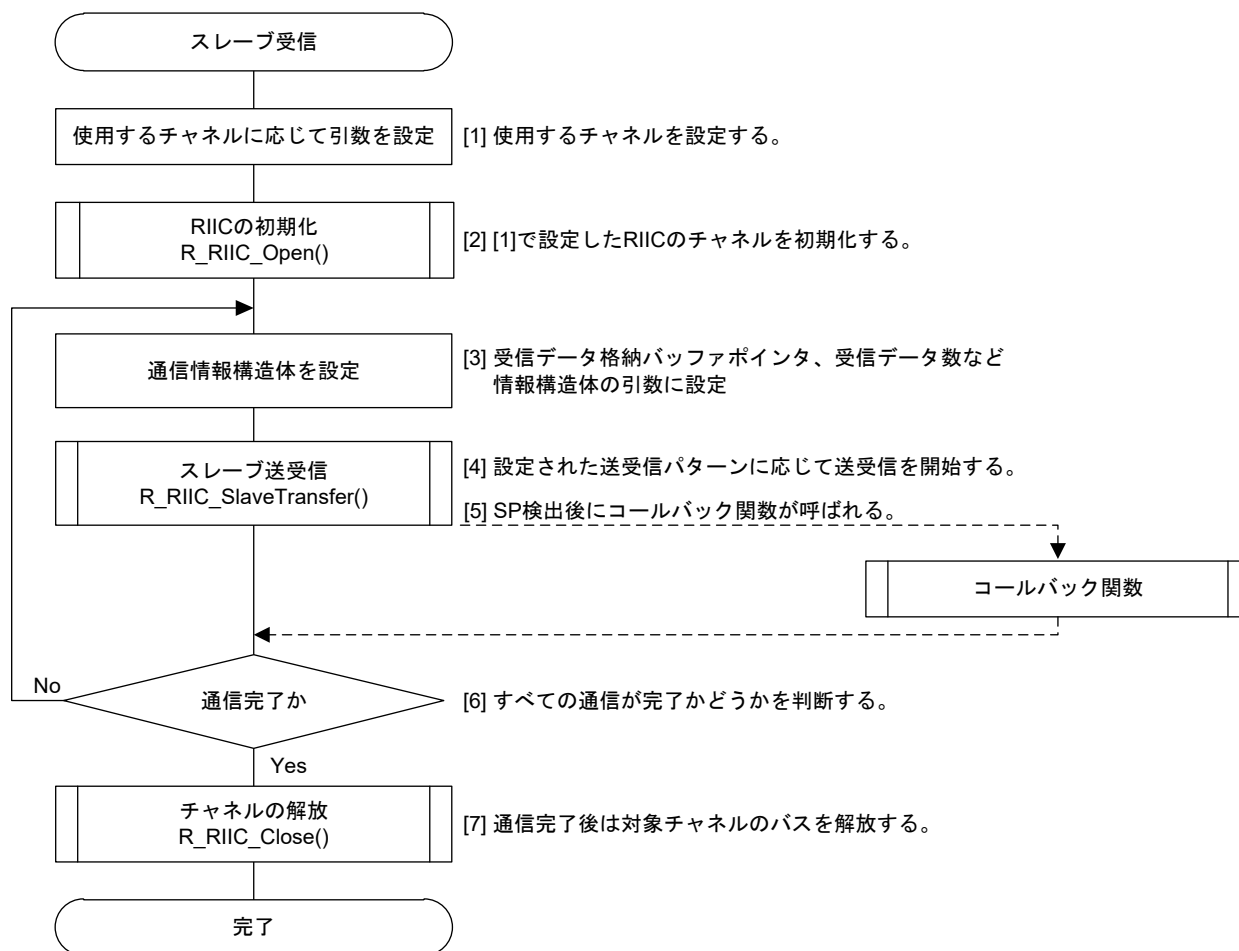 スレーブ受信
使用するチャネルに応じて引数を設定
[1] 使用するチャネルを設定する。
RIICの初期化
R_RIIC_Open()
[2] [1]で設定したRIICのチャネルを初期化する。
通信情報構造体を設定
[3] 受信データ格納バッファポインタ、受信データ数など
情報構造体の引数に設定
スレーブ送受信
R_RIIC_SlaveTransfer()
[4] 設定された送受信パターンに応じて送受信を開始する。
[5] SP検出後にコールバック関数が呼ばれる。
コールバック関数
No
通信完了か
[6] すべての通信が完了かどうかを判断する。
Yes
チャネルの解放
R_RIIC_Close()
[7] 通信完了後は対象チャネルのバスを解放する。
完了